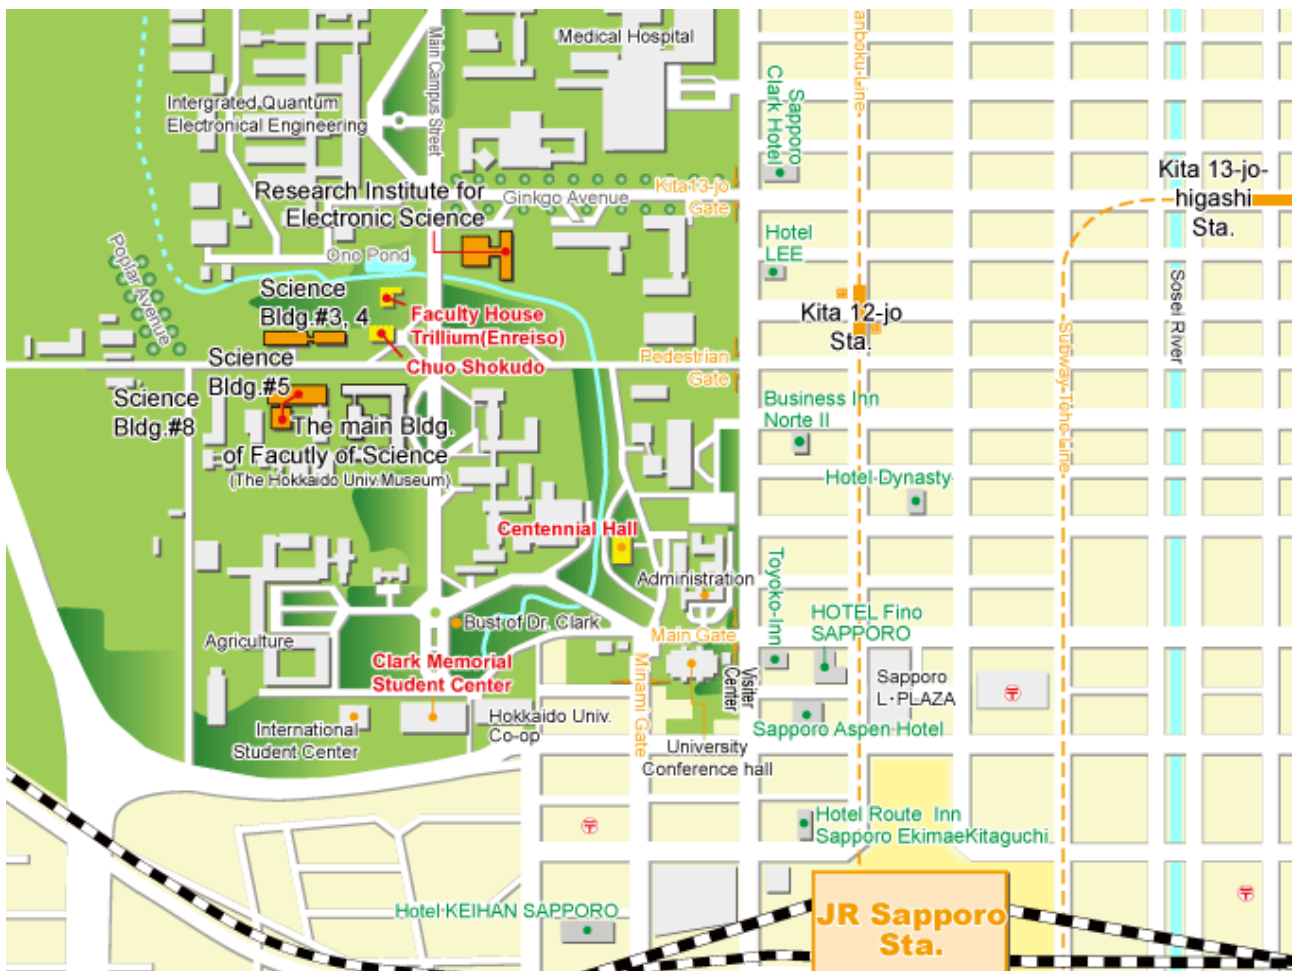 Medical Hospital
Main Campus Street
anboku Line
Sapporo
Clark Hotel
Intergrated Quantum
Electronical Engineering
Research Institute for
Electronic Science
Ginkgo Avenue
Kita13-jo
Gate
Kita 13-jo-
higashi
Sta.
Hotel
LEE
Poplar Avenue
Ono Pond
Science
Bldg.#3, 4
Faculty House
Trillium(Enreiso)
Chuo Shokudo
Kita 12-jo
Sta.
Sosei River
Subway Toho Line
Pedestrian
Gate
Science
Bldg.#5
Science
Bldg.#8
The main Bldg.
of Facutly of Science
(The Hokkaido Univ.Museum)
Business Inn
Norte II
Hotel Dynasty
Centennial Hall
Administration
Toyoko-Inn
HOTEL Fino
SAPPORO
Bust of Dr. Clark
Main Gate
Agriculture
Clark Memorial
Student Center
Minami Gate
Visiter
Center
Sapporo
L・PLAZA
〒
International
Student Center
Hokkaido Univ.
Co-op
University
Conference hall
Sapporo Aspen Hotel
〒
Hotel Route Inn
Sapporo EkimaeKitaguchi
〒
Hotel KEIHAN SAPPORO
JR Sapporo
Sta.